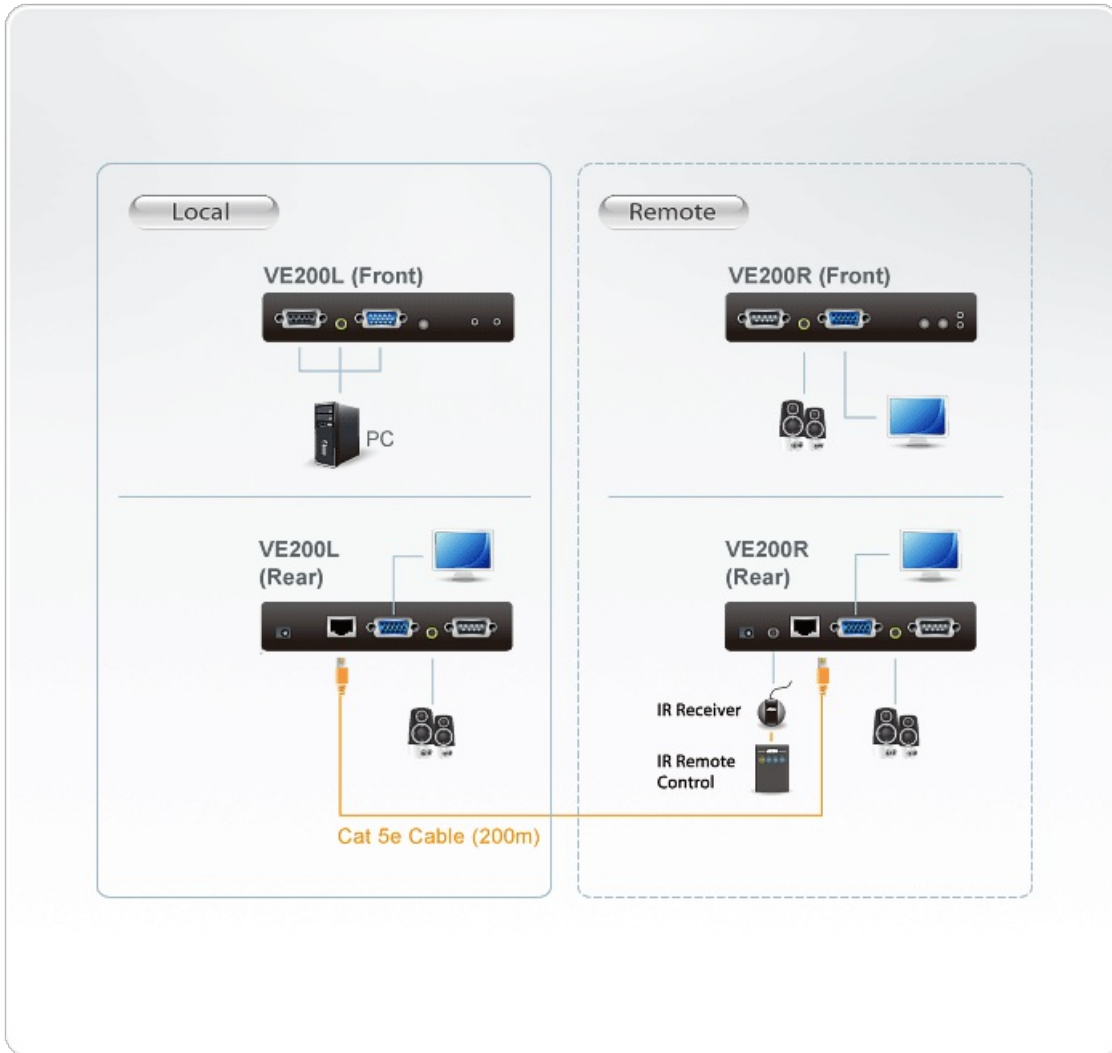 Local
VE200L (Front)
PC
VE200L
(Rear)
Remote
VE200R (Front)
VE200R
(Rear)
IR Receiver
IR Remote
Control
Cat 5e Cable (200m)